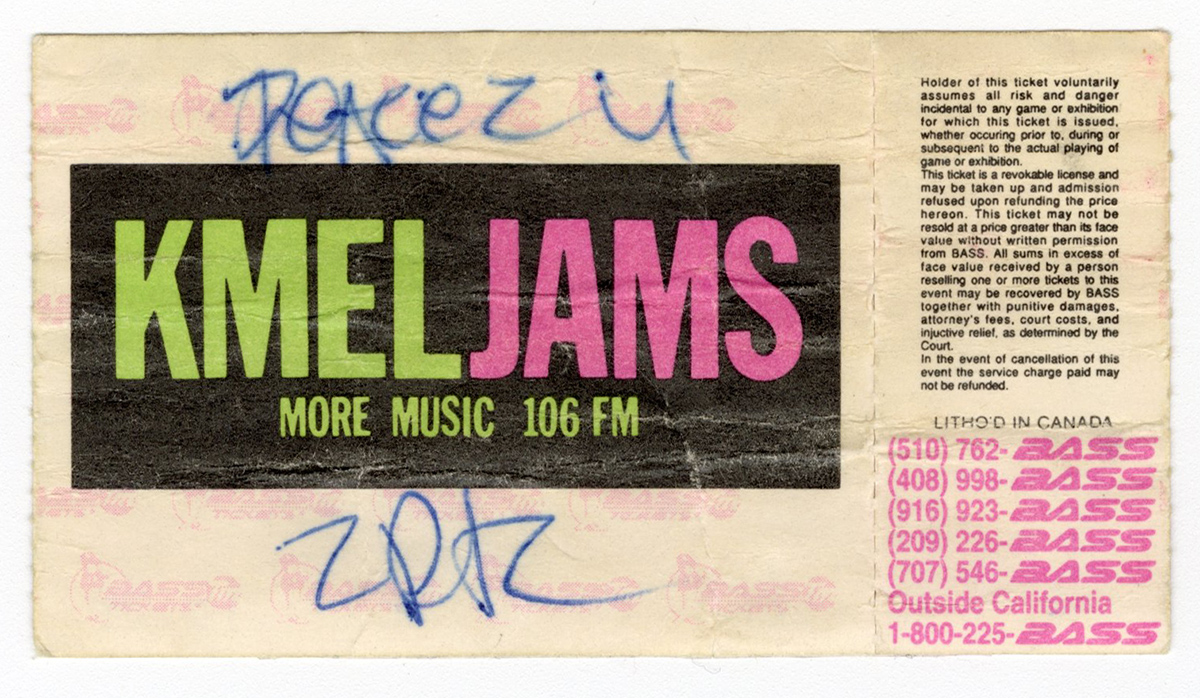 Peace 2 U
KMEL JAMS
MORE MUSIC 106 FM
2PAC
Holder of this ticket voluntarily
assumes all risk and danger
incidental to any game or exhibition
for which this ticket is issued,
whether occuring prior to, during or
subsequent to the actual playing of
game or exhibition.
This ticket is a revokable license and
may be taken up and admission
refused upon refunding the price
hereon. This ticket may not be
resold at a price greater than its face
value without written permission
from BASS. All sums in excess of
face value received by a person
reselling one or more tickets to this
event may be recovered by BASS
together with punitive damages,
attorney's fees, court costs, and
injuctive relief, as determined by the
Court.
In the event of cancellation of this
event the service charge paid may
not be refunded.
LITHO'D IN CANADA
(510) 762-BASS
(408) 998-BASS
(916) 923-BASS
(209) 226-BASS
(707) 546-BASS
Outside California
1-800-225-BASS